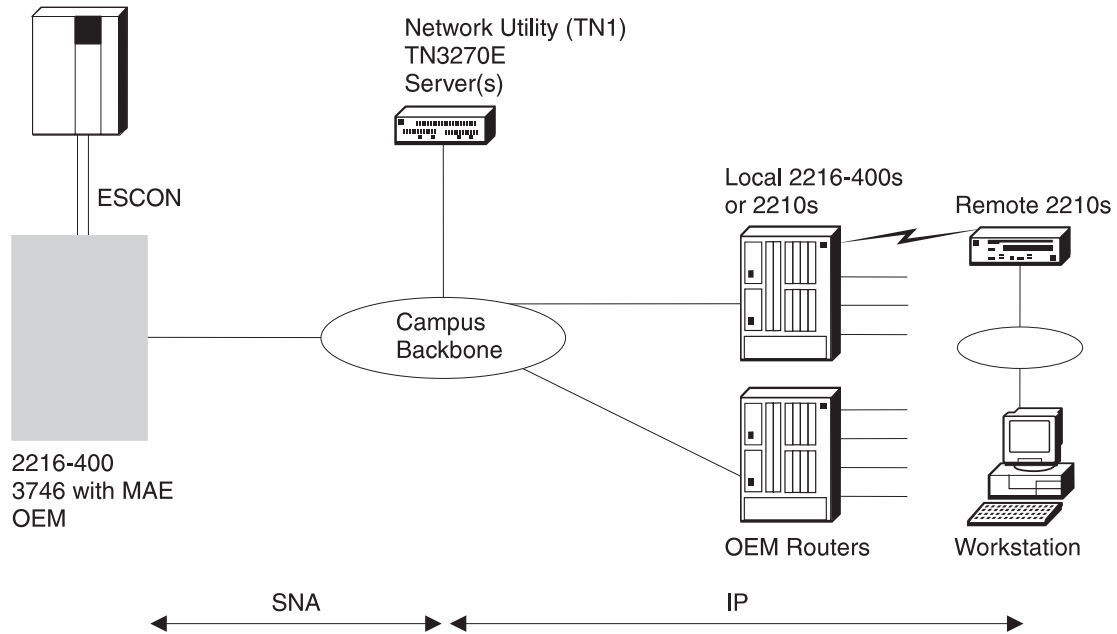 Network Utility (TN1)
TN3270E
Server(s)
ESCON
Local 2216-400s
or 2210s
Remote 2210s
Campus
Backbone
2216-400
3746 with MAE
OEM
OEM Routers
Workstation
SNA
IP